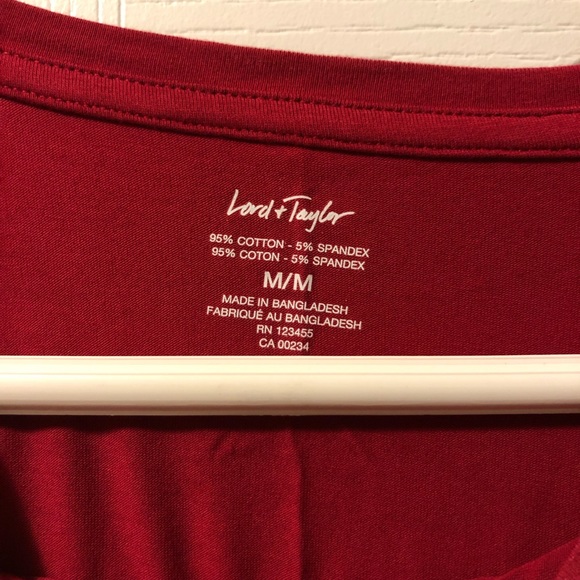 Lord + Taylor
95% COTTON - 5% SPANDEX
95% COTON - 5% SPANDEX
M/M
MADE IN BANGLADESH
FABRIQUÉ AU BANGLADESH
RN 123455
CA 00234